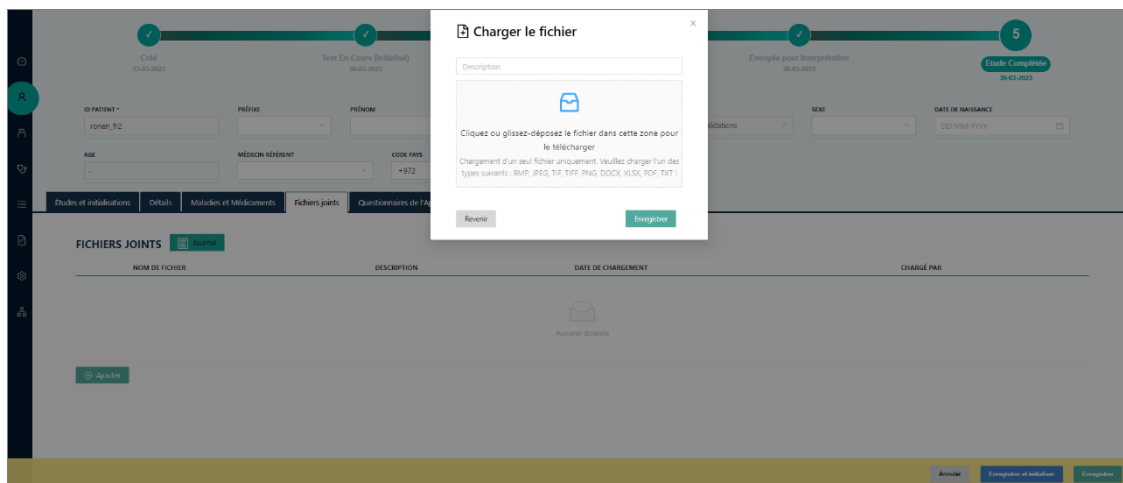 Charger le fichier
5
Créé
13-03-2023
Test En Cours (Initialisé)
30-03-2023
Envoyée pour Interprétation
30-03-2023
Etude Complétée
30-03-2023
Description
ID PATIENT *
PRÉFIXE
PRÉNOM
SEXE
DATE DE NAISSANCE
ronen_fr2
DD-MM-YYYY
Cliquez ou glissez-déposez le fichier dans cette zone pour
le télécharger
Chargement d'un seul fichier uniquement. Veuillez charger l'un des
types suivants : BMP, JPEG, TIF, TIFF, PNG, DOCX, XLSX, PDF, TXT :
AGE
MÉDECIN RÉFÉRENT
CODE PAYS
-
+972
Études et initialisations
Détails
Maladies et Médicaments
Fichiers joints
Questionnaires de l'A
Revenir
Enregistrer
FICHIERS JOINTS
Journal
NOM DE FICHIER
DESCRIPTION
DATE DE CHARGEMENT
CHARGÉ PAR
Aucune donnée
Ajouter
Annuler
Enregistrer et initialiser
Enregistrer